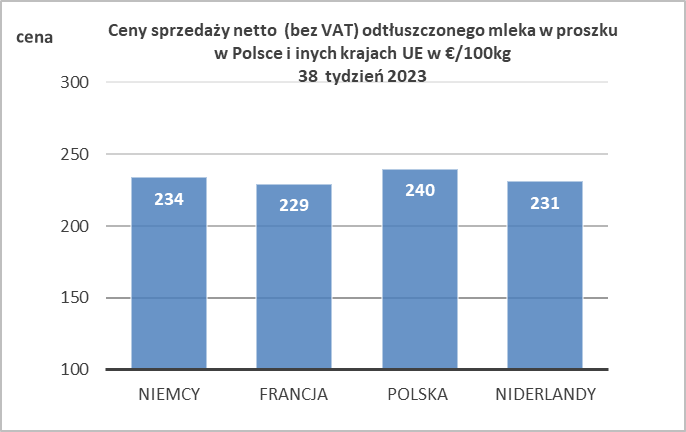 cena
Ceny sprzedaży netto (bez VAT) odtłuszczonego mleka w proszku
w Polsce i inych krajach UE w €/100kg
38 tydzień 2023
300
250
200
150
100
234
229
240
231
NIEMCY
FRANCJA
POLSKA
NIDERLANDY